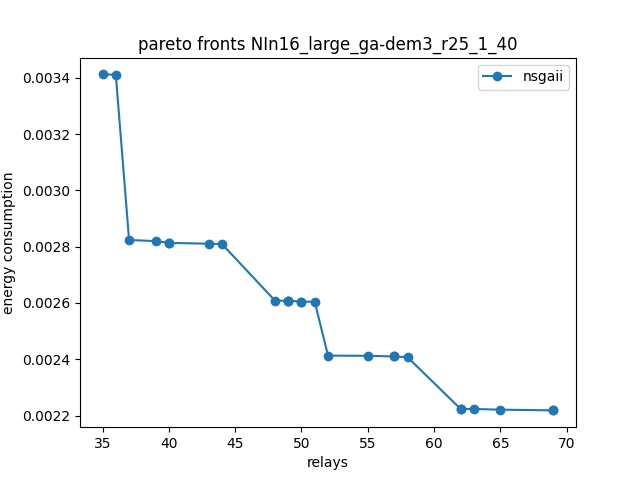 pareto fronts NIn16_large_ga-dem3_r25_1_40
nsgaii
0.0034
0.0032
0.0030
0.0028
0.0026
0.0024
0.0022
energy consumption
35 40 45 50 55 60 65 70
relays